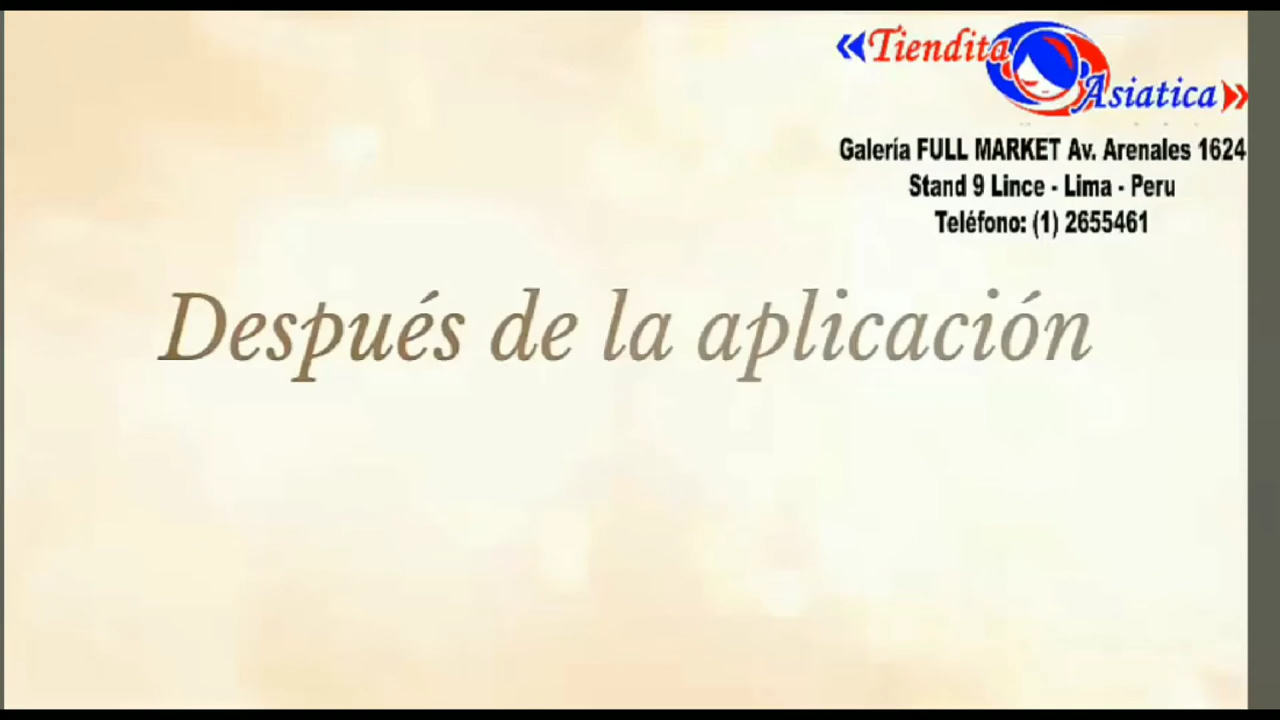 Tiendita
Asiatica
Galería FULL MARKET Av. Arenales 1624
Stand 9 Lince - Lima - Peru
Teléfono: (1) 2655461
Después de la aplicación